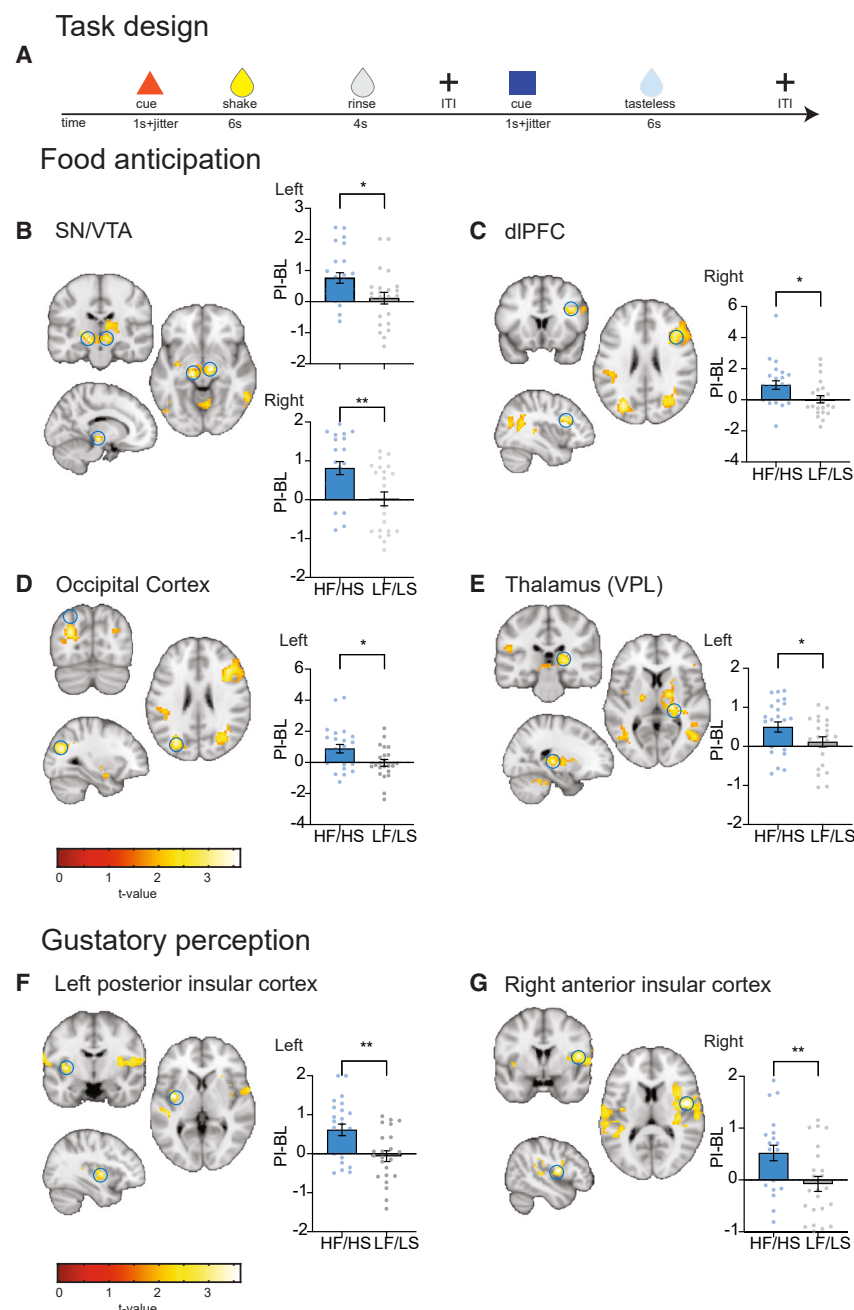 Task design
A
cue shake rinse ITI cue tasteless ITI
time 1s+jitter 6s 4s 1s+jitter 6s
Food anticipation
B SN/VTA
Left
*
3
2
1
0
-1
-2
PI-BL
Right
**
2
1
0
-1
-2
PI-BL
HF/HS LF/LS
C dlPFC
Right
*
6
4
2
0
-2
-4
PI-BL
HF/HS LF/LS
D Occipital Cortex
Left
*
6
4
2
0
-2
-4
PI-BL
HF/HS LF/LS
0 1 2 3
t-value
E Thalamus (VPL)
Left
*
2
1
0
-1
-2
PI-BL
HF/HS LF/LS
Gustatory perception
F Left posterior insular cortex
Left
**
2
1
0
-1
-2
PI-BL
HF/HS LF/LS
0 1 2 3
t-value
G Right anterior insular cortex
Right
**
2
1
0
-1
PI-BL
HF/HS LF/LS